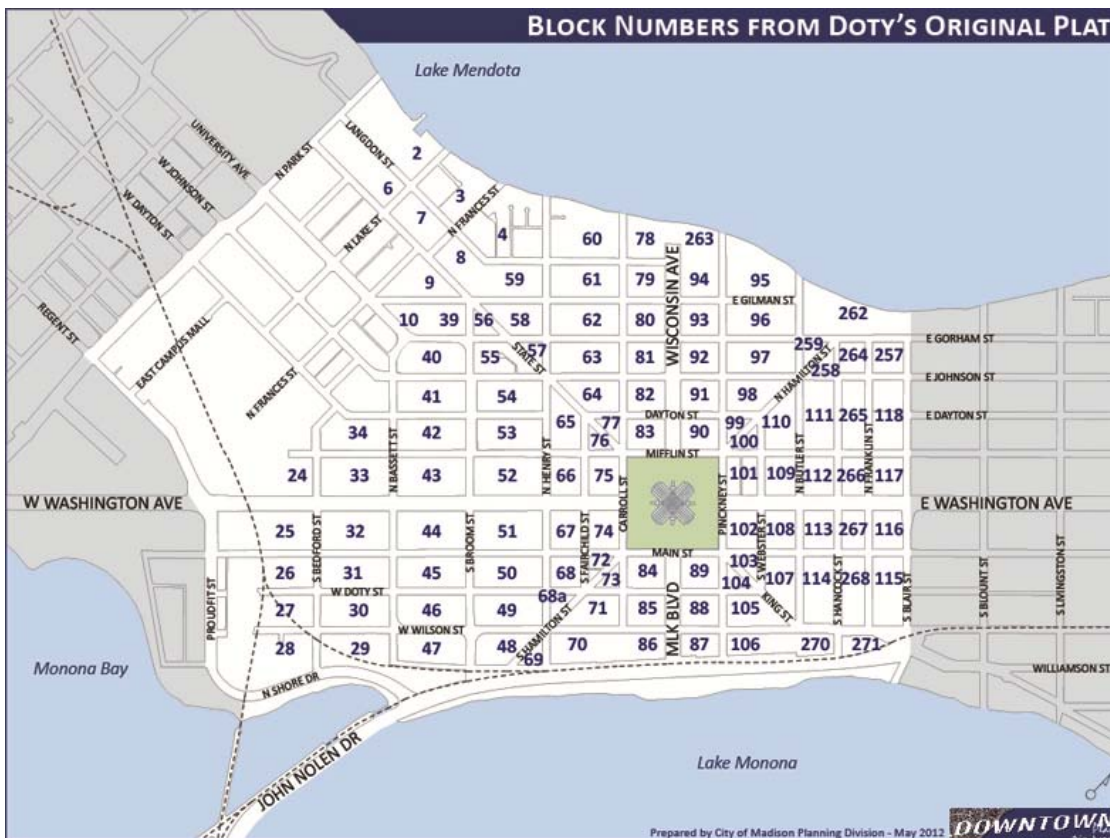 BLOCK NUMBERS FROM DOTY'S ORIGINAL PLAT
Lake Mendota
LANGDON ST
UNIVERSITY AVE
W JOHNSON ST
W DAYTON ST
REGENT ST
N PARK ST
N LAKE ST
N FRANCES ST
EAST CAMPUS MALL
N FRANCES ST
STATE ST
2
6
3
7
4
8
60 78 263
9 59 61 79 94 95
WISCONSIN AVE
E GILMAN ST
10 39 56 58 62 80 93 96 262
E GORHAM ST
40 55 57 63 81 92 97 259 258 264 257
N HAMILTON ST
E JOHNSON ST
41 54 64 82 91 98
DAYTON ST
E DAYTON ST
34 42 53 65 77 76 83 90 99 100 110 111 265 118
MIFFLIN ST
24 33 43 52 66 75 101 109 112 266 117
N BASSETT ST
N HENRY ST
CARROLL ST
PINCKNEY ST
N BUTLER ST
N FRANKLIN ST
W WASHINGTON AVE
E WASHINGTON AVE
25 32 44 51 67 74 102 108 113 267 116
S BEDFORD ST
S BROOM ST
S FAIRCHILD ST
S WEBSTER ST
MAIN ST
26 31 45 50 68 72 73 84 89 103 104 107 114 268 115
PROUDFIT ST
W DOTY ST
S HANCOCK ST
S BLAIR ST
S BLOUNT ST
S LIVINGSTON ST
27 30 46 49 68a 71 85 88 105
KING ST
W WILSON ST
S HAMILTON ST
MLK BLVD
28 29 47 48 69 70 86 87 106 270 271
WILLIAMSON ST
Monona Bay
N SHORE DR
JOHN NOLEN DR
Lake Monona
Prepared by City of Madison Planning Division - May 2012
DOWNTOWN